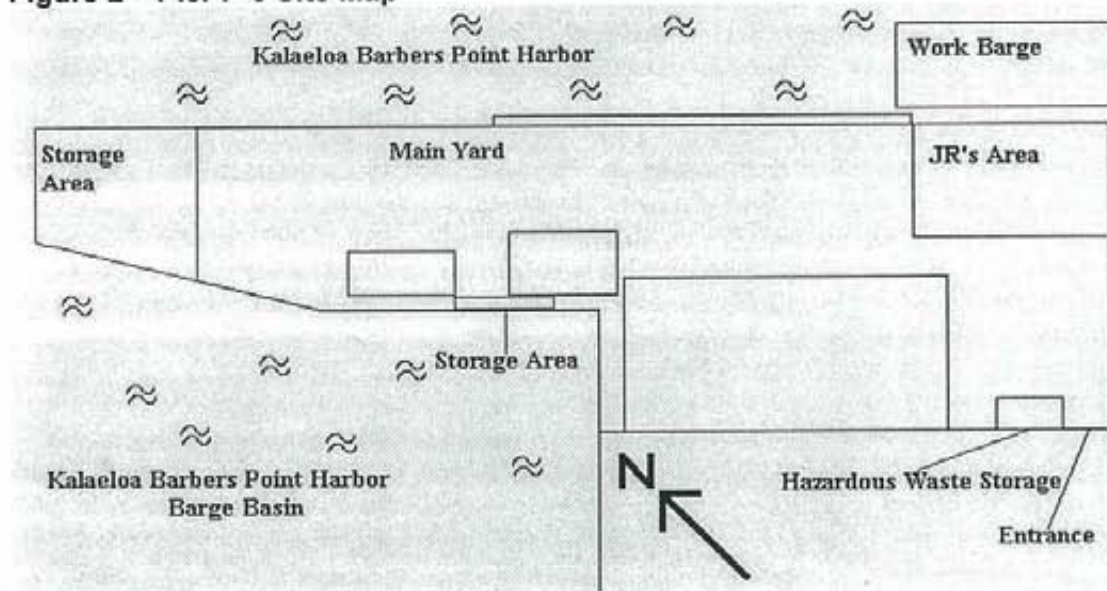 Kalaeloa Barbers Point Harbor
Work Barge
Storage
Area
Main Yard
JR's Area
Storage Area
Kalaeloa Barbers Point Harbor
Barge Basin
N
Hazardous Waste Storage
Entrance